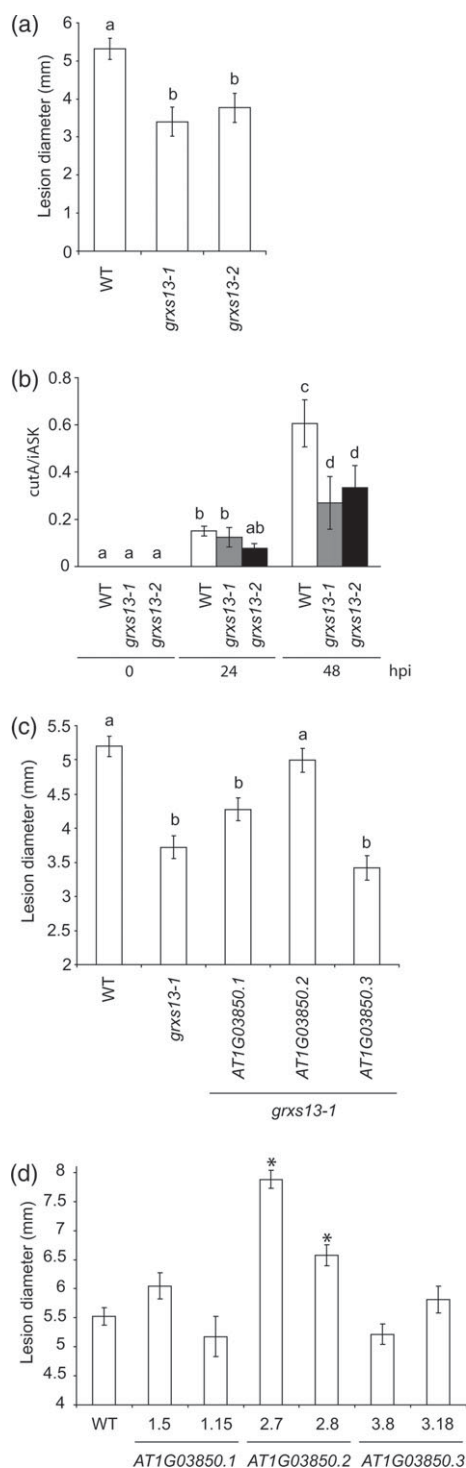 (a)
Lesion diameter (mm)
6
5
4
3
2
1
0
a
b
b
WT
grxs13-1
grxs13-2
(b)
cutA/iASK
0.8
0.6
0.4
0.2
0
a a a
b b ab
c d d
WT grxs13-1 grxs13-2 WT grxs13-1 grxs13-2 WT grxs13-1 grxs13-2
0 24 48 hpi
(c)
Lesion diameter (mm)
5.5
5
4.5
4
3.5
3
2.5
2
a
b
b
a
b
WT
grxs13-1
AT1G03850.1
AT1G03850.2
AT1G03850.3
grxs13-1
(d)
Lesion diameter (mm)
8
7.5
7
6.5
6
5.5
5
4.5
4
*
*
WT 1.5 1.15 2.7 2.8 3.8 3.18
AT1G03850.1 AT1G03850.2 AT1G03850.3